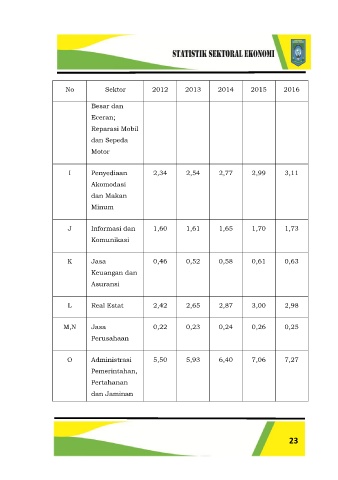 STATISTIK SEKTORAL EKONOMI
No Sektor 2012 2013 2014 2015 2016
Besar dan
Eceran;
Reparasi Mobil
dan Sepeda
Motor
I Penyediaan 2,34 2,54 2,77 2,99 3,11
Akomodasi
dan Makan
Minum
J Informasi dan 1,60 1,61 1,65 1,70 1,73
Komunikasi
K Jasa 0,46 0,52 0,58 0,61 0,63
Keuangan dan
Asuransi
L Real Estat 2,42 2,65 2,87 3,00 2,98
M,N Jasa 0,22 0,23 0,24 0,26 0,25
Perusahaan
O Administrasi 5,50 5,93 6,40 7,06 7,27
Pemerintahan,
Pertahanan
dan Jaminan
23